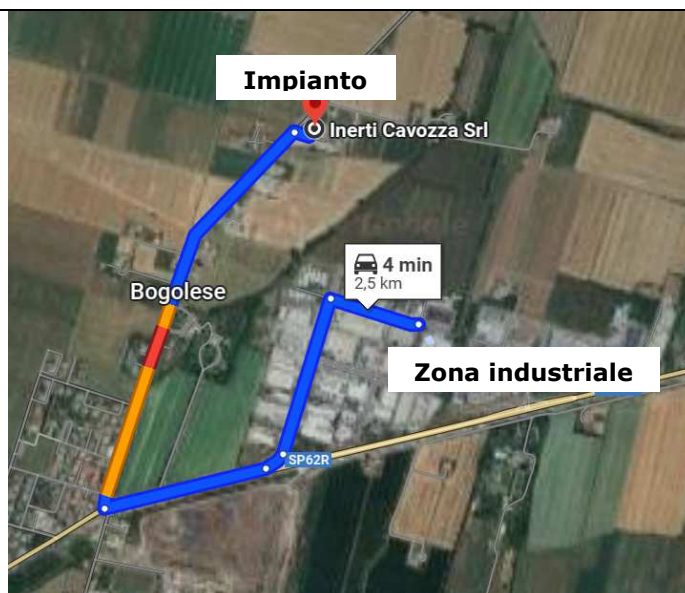 Impianto
Inerti Cavozza Srl
4 min
2,5 km
Bogolese
Zona industriale
SP62R